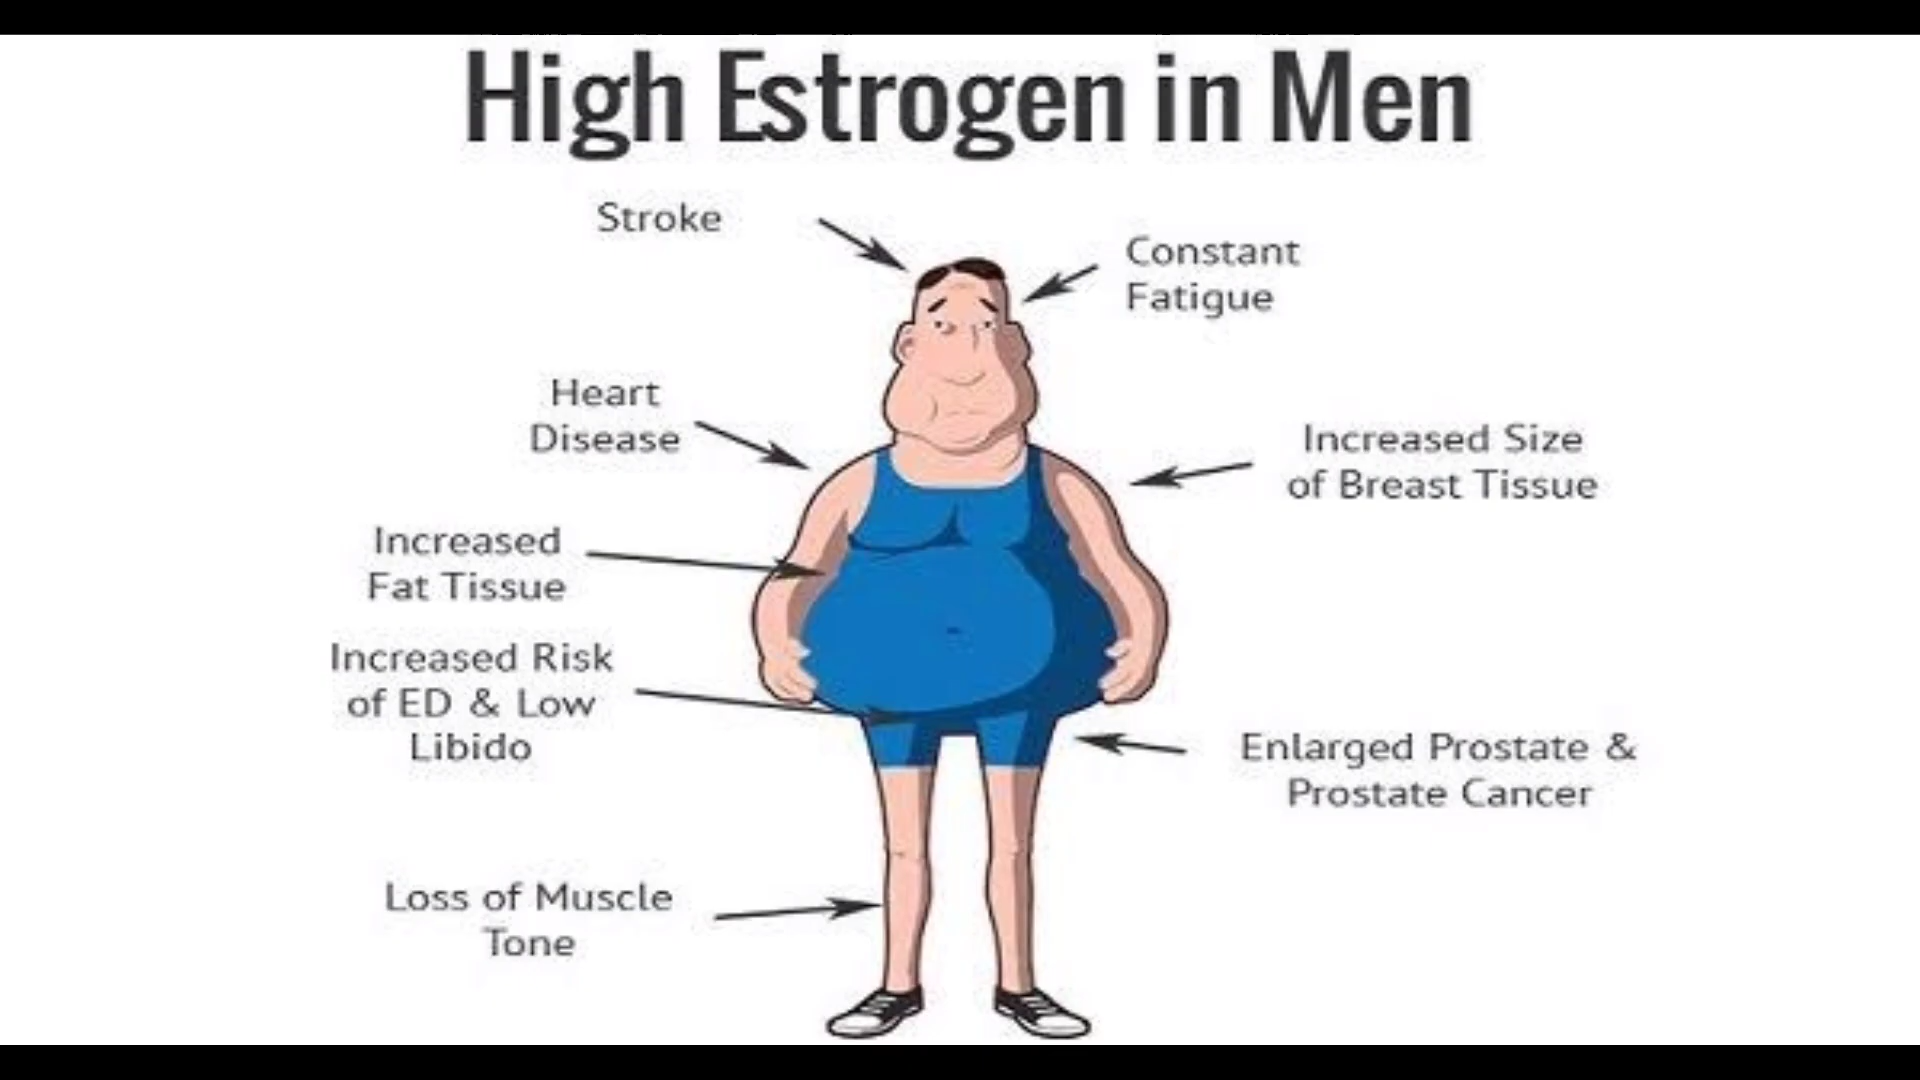 High Estrogen in Men
Stroke
Constant
Fatigue
Heart
Disease
Increased Size
of Breast Tissue
Increased
Fat Tissue
Increased Risk
of ED & Low
Libido
Enlarged Prostate &
Prostate Cancer
Loss of Muscle
Tone